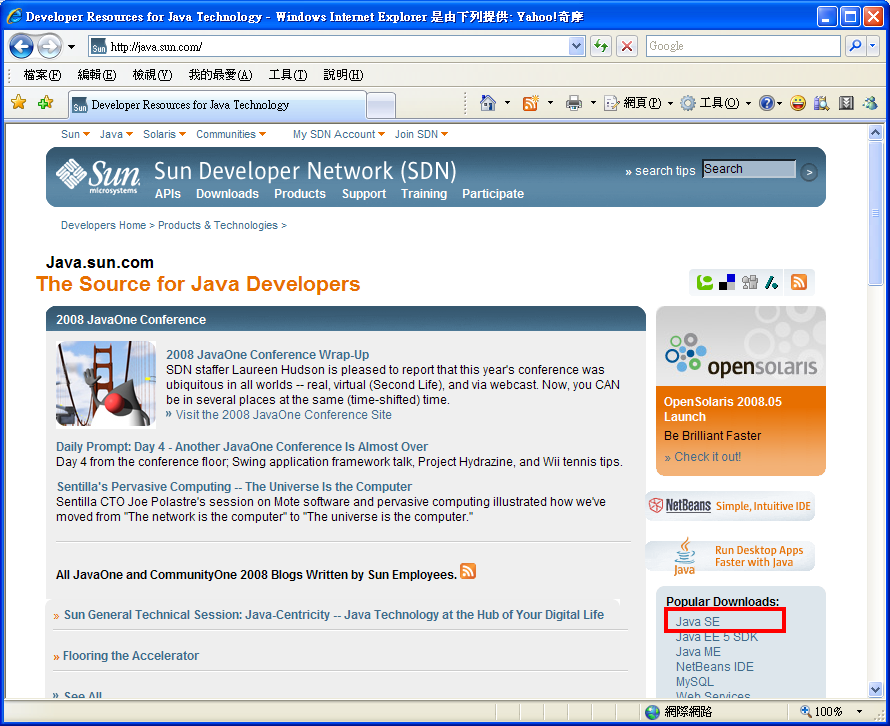 Developer Resources for Java Technology - Windows Internet Explorer 是由下列提供: Yahoo!奇摩
Sun http://java.sun.com/
Google
檔案(F) 編輯(E) 檢視(V) 我的最愛(A) 工具(T) 說明(H)
Sun Developer Resources for Java Technology
網頁(P) 工具(O)
Sun Java Solaris Communities My SDN Account Join SDN
Sun microsystems
Sun Developer Network (SDN)
» search tips Search >
APIs Downloads Products Support Training Participate
Developers Home > Products & Technologies >
Java.sun.com
The Source for Java Developers
2008 JavaOne Conference
2008 JavaOne Conference Wrap-Up
SDN staffer Laureen Hudson is pleased to report that this year's conference was
ubiquitous in all worlds -- real, virtual (Second Life), and via webcast. Now, you CAN
be in several places at the same (time-shifted) time.
» Visit the 2008 JavaOne Conference Site
Daily Prompt: Day 4 - Another JavaOne Conference Is Almost Over
Day 4 from the conference floor; Swing application framework talk, Project Hydrazine, and Wii tennis tips.
Sentilla's Pervasive Computing -- The Universe Is the Computer
Sentilla CTO Joe Polastre's session on Mote software and pervasive computing illustrated how we've
moved from "The network is the computer" to "The universe is the computer."
All JavaOne and CommunityOne 2008 Blogs Written by Sun Employees.
» Sun General Technical Session: Java-Centricity -- Java Technology at the Hub of Your Digital Life
» Flooring the Accelerator
» See All
opensolaris
OpenSolaris 2008.05
Launch
Be Brilliant Faster
» Check it out!
NetBeans Simple, Intuitive IDE
Java
Run Desktop Apps
Faster with Java
Popular Downloads:
Java SE
Java EE 5 SDK
Java ME
NetBeans IDE
MySQL
Web Services
網際網路 100%